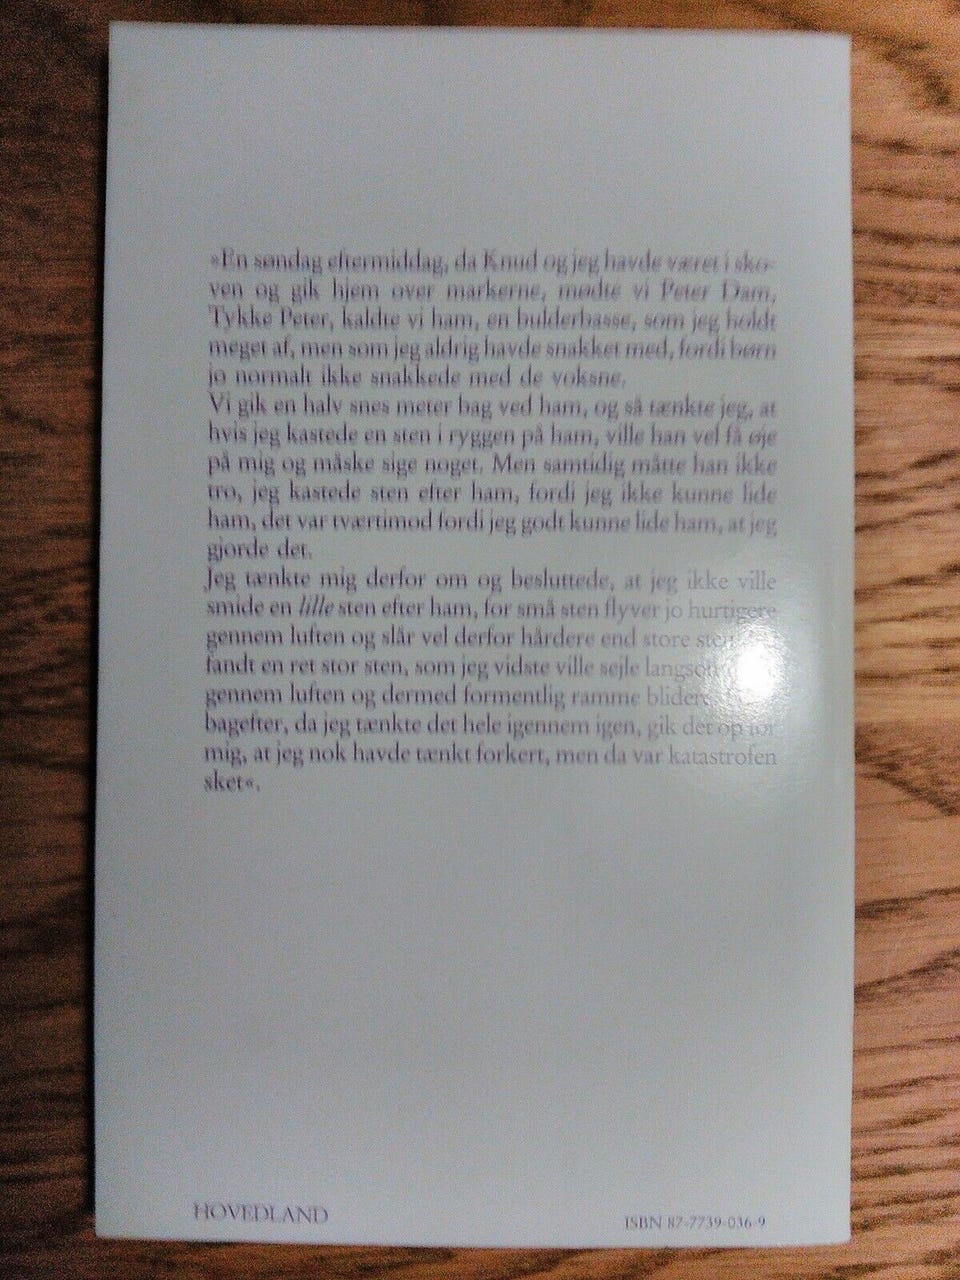 »En søndag eftermiddag, da Knud og jeg havde været i sko-
ven og gik hjem over markerne, mødte vi Peter Dam,
Tykke Peter, kaldte vi ham, en bulderbasse, som jeg holdt
meget af, men som jeg aldrig havde snakket med, fordi børn
jo normalt ikke snakkede med de voksne.
Vi gik en halv snes meter bag ved ham, og så tænkte jeg, at
hvis jeg kastede en sten i ryggen på ham, ville han vel få øje
på mig og måske sige noget. Men samtidig måtte han ikke
tro, jeg kastede sten efter ham, fordi jeg ikke kunne lide
ham, det var tværtimod fordi jeg godt kunne lide ham, at jeg
gjorde det.
Jeg tænkte mig derfor om og besluttede, at jeg ikke ville
smide en lille sten efter ham, for små sten flyver jo hurtigere
gennem luften og slår vel derfor hårdere end store
fandt en ret stor sten, som jeg vidste ville sejle
gennem luften og dermed formentlig ramme
bagefter, da jeg tænkte det hele igennem igen, gik det op for
mig, at jeg nok havde tænkt forkert, men da var katastrofen
sket«.
HOVEDLAND
ISBN 87-7739-036-9